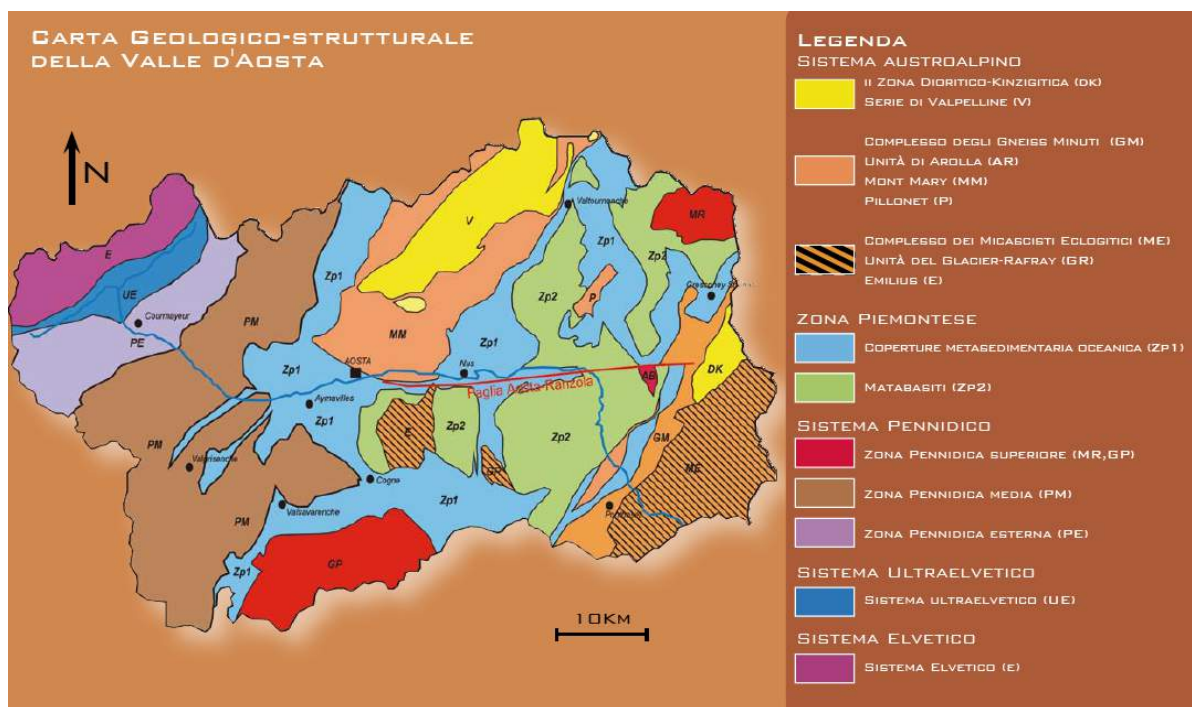 Carta Geologico-strutturale
della Valle d'Aosta
N
E
UE
Courmayeur
PE
PM
Zp1
V
MM
Valtournenche
Zp1
MR
Zp2
Zp2
P
Gressoney
Zp1
AOSTA
Nus
Zp1
Faglia Aosta-Ranzola
AB
DK
Aymavilles
Zp1
E
Zp2
Zp2
GM
ME
PM
Valgrisenche
GR
Cogne
Zp1
PM
Valsavarenche
Zp1
GP
10Km
Legenda
Sistema austroalpino
II Zona Dioritico-Kinzigitica (DK)
Serie di Valpelline (V)
Complesso degli Gneiss Minuti (GM)
Unità di Arolla (AR)
Mont Mary (MM)
Pillonet (P)
Complesso dei Micascisti Eclogitici (ME)
Unità del Glacier-Rafray (GR)
Emilius (E)
Zona Piemontese
Coperture metasedimentaria oceanica (Zp1)
Matabasiti (Zp2)
Sistema Pennidico
Zona Pennidica superiore (MR,GP)
Zona Pennidica media (PM)
Zona Pennidica esterna (PE)
Sistema Ultraelvetico
Sistema ultraelvetico (UE)
Sistema Elvetico
Sistema Elvetico (E)